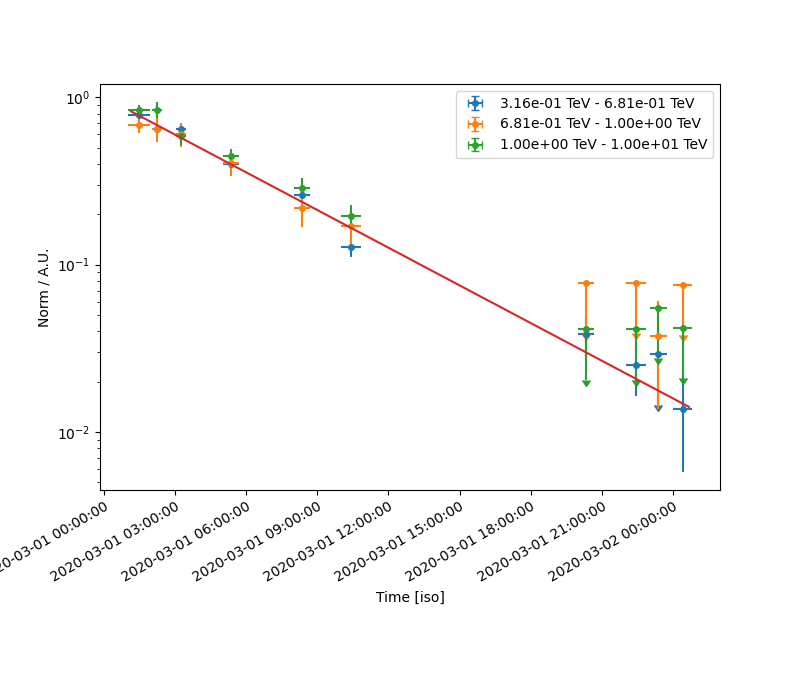 3.16e-01 TeV - 6.81e-01 TeV
6.81e-01 TeV - 1.00e+00 TeV
1.00e+00 TeV - 1.00e+01 TeV
10⁰
10⁻¹
10⁻²
Norm / A.U.
20-03-01 00:00:00
2020-03-01 03:00:00
2020-03-01 06:00:00
2020-03-01 09:00:00
2020-03-01 12:00:00
2020-03-01 15:00:00
2020-03-01 18:00:00
2020-03-01 21:00:00
2020-03-02 00:00:00
Time [iso]